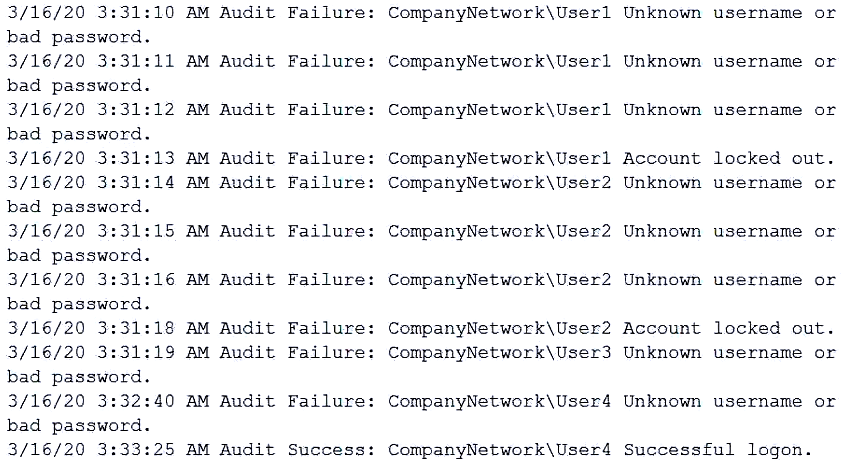 3/16/20 3:31:10 AM Audit Failure: CompanyNetwork\User1 Unknown username or
bad password.
3/16/20 3:31:11 AM Audit Failure: CompanyNetwork\User1 Unknown username or
bad password.
3/16/20 3:31:12 AM Audit Failure: CompanyNetwork\User1 Unknown username or
bad password.
3/16/20 3:31:13 AM Audit Failure: CompanyNetwork\User1 Account locked out.
3/16/20 3:31:14 AM Audit Failure: CompanyNetwork\User2 Unknown username or
bad password.
3/16/20 3:31:15 AM Audit Failure: CompanyNetwork\User2 Unknown username or
bad password.
3/16/20 3:31:16 AM Audit Failure: CompanyNetwork\User2 Unknown username or
bad password.
3/16/20 3:31:18 AM Audit Failure: CompanyNetwork\User2 Account locked out.
3/16/20 3:31:19 AM Audit Failure: CompanyNetwork\User3 Unknown username or
bad password.
3/16/20 3:32:40 AM Audit Failure: CompanyNetwork\User4 Unknown username or
bad password.
3/16/20 3:33:25 AM Audit Success: CompanyNetwork\User4 Successful logon.